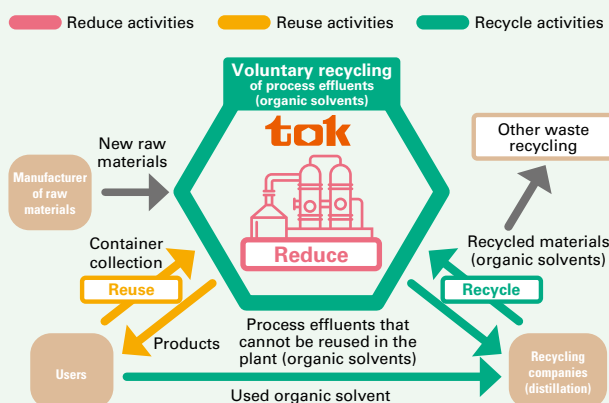 Reduce activities
Reuse activities
Recycle activities
Voluntary recycling
of process effluents
(organic solvents)
tok
Reduce
New raw
materials
Manufacturer
of raw
materials
Other waste
recycling
Container
collection
Reuse
Products
Recycled materials
(organic solvents)
Recycle
Process effluents that
cannot be reused in the
plant (organic solvents)
Users
Used organic solvent
Recycling
companies
(distillation)